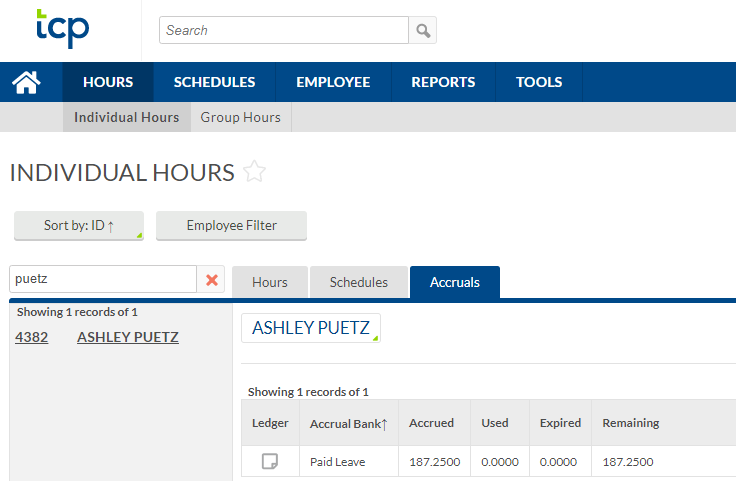 tcp
Search
HOURS SCHEDULES EMPLOYEE REPORTS TOOLS
Individual Hours Group Hours
INDIVIDUAL HOURS
Sort by: ID↑ Employee Filter
puetz Hours Schedules Accruals
Showing 1 records of 1
4382 ASHLEY PUETZ
ASHLEY PUETZ
Showing 1 records of 1
Ledger Accrual Bank↑ Accrued Used Expired Remaining
Paid Leave 187.2500 0.0000 0.0000 187.2500